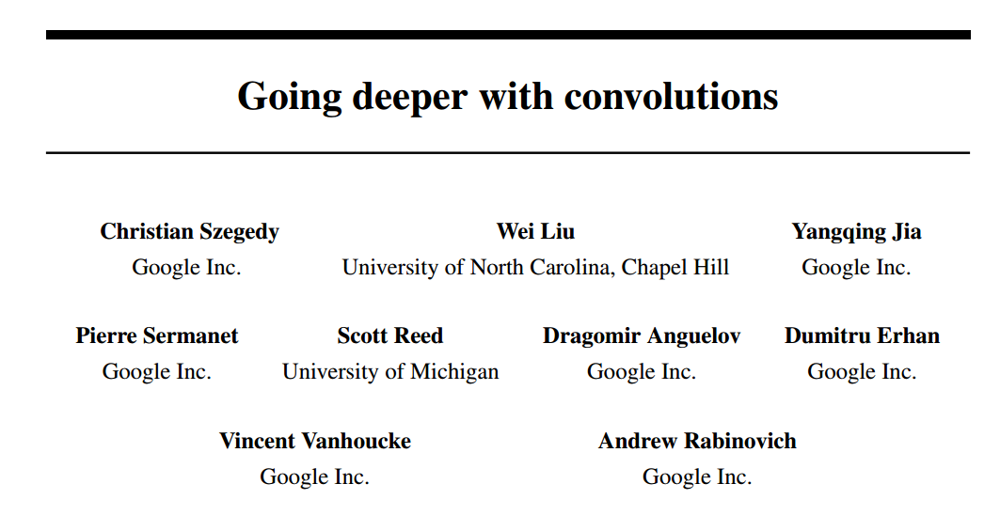 Going deeper with convolutions
Christian Szegedy Wei Liu Yangqing Jia
Google Inc. University of North Carolina, Chapel Hill Google Inc.
Pierre Sermanet Scott Reed Dragomir Anguelov Dumitru Erhan
Google Inc. University of Michigan Google Inc. Google Inc.
Vincent Vanhoucke Andrew Rabinovich
Google Inc. Google Inc.